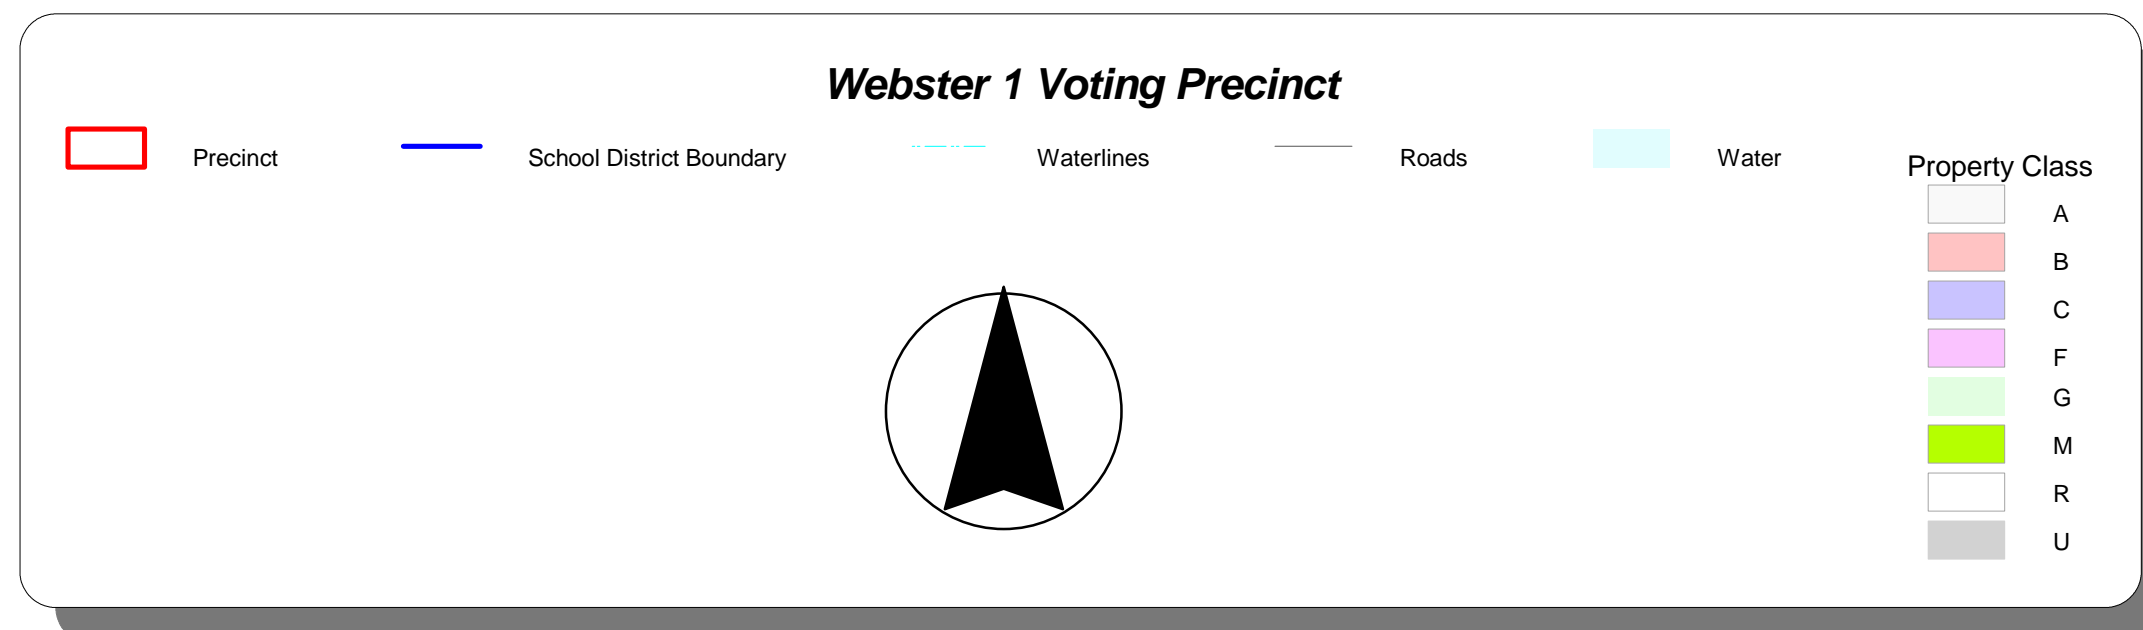 Webster 1 Voting Precinct
Precinct
School District Boundary
Waterlines
Roads
Water
Property Class
A
B
C
F
G
M
R
U